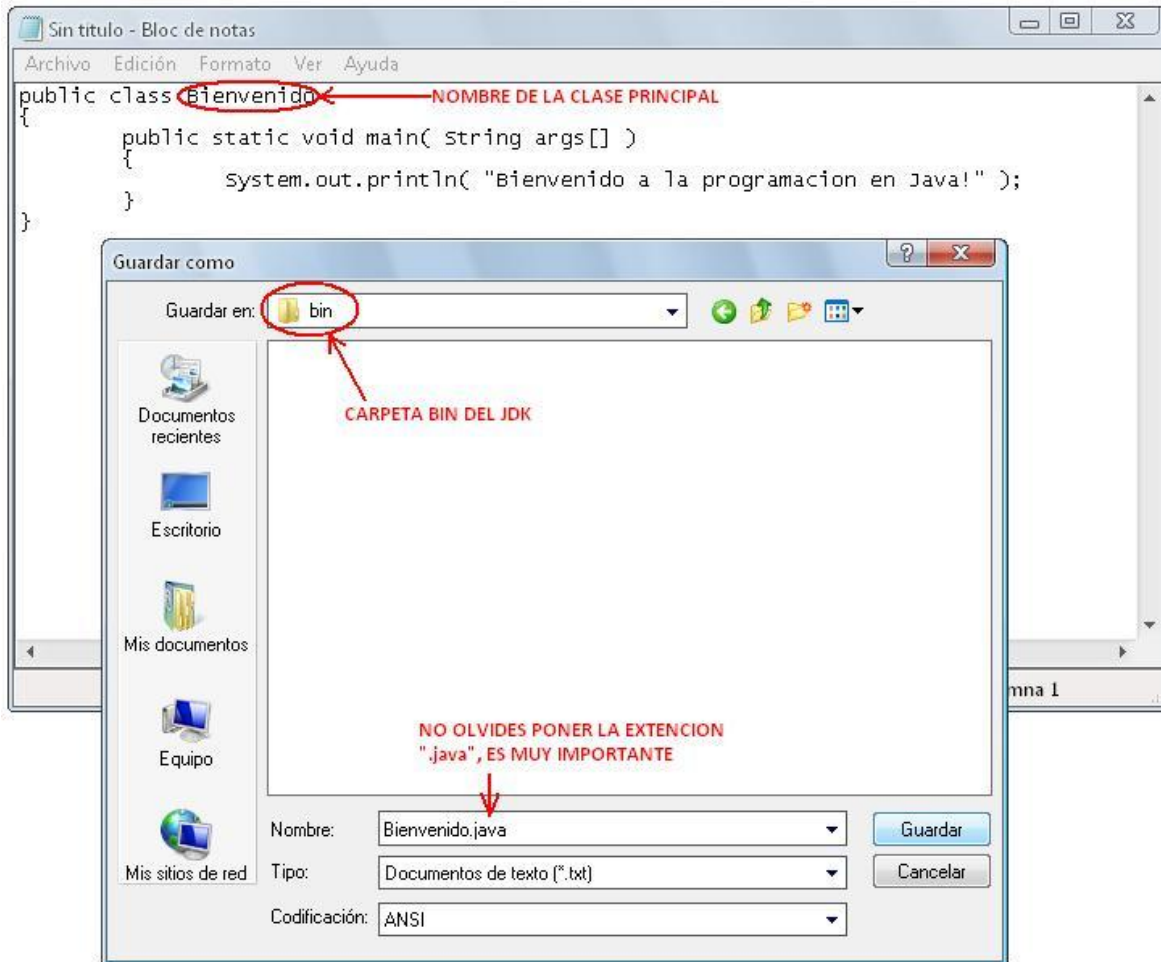 Sin título - Bloc de notas
Archivo Edición Formato Ver Ayuda
public class Bienvenido NOMBRE DE LA CLASE PRINCIPAL
{
public static void main( String args[] )
{
System.out.println( "Bienvenido a la programacion en Java!" );
}
}
Guardar como
Guardar en: bin
CARPETA BIN DEL JDK
Documentos
recientes
Escritorio
Mis documentos
Equipo
Mis sitios de red
mna 1
NO OLVIDES PONER LA EXTENCION
".java", ES MUY IMPORTANTE
Nombre: Bienvenido.java Guardar
Tipo: Documentos de texto (*.txt) Cancelar
Codificación: ANSI